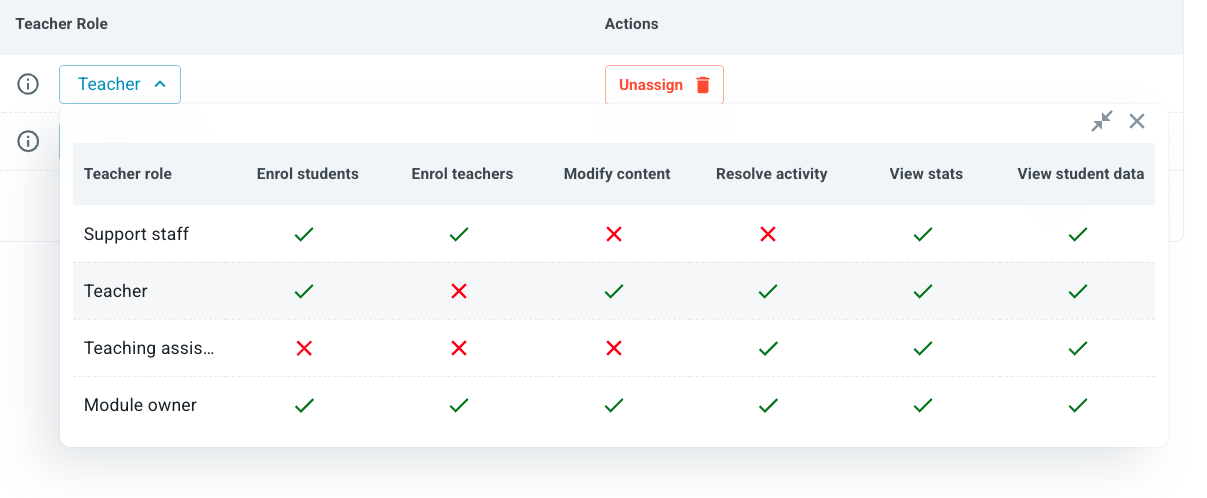 Teacher Role Actions
Teacher Unassign
Teacher role Enrol students Enrol teachers Modify content Resolve activity View stats View student data
Support staff
Teacher
Teaching assis...
Module owner